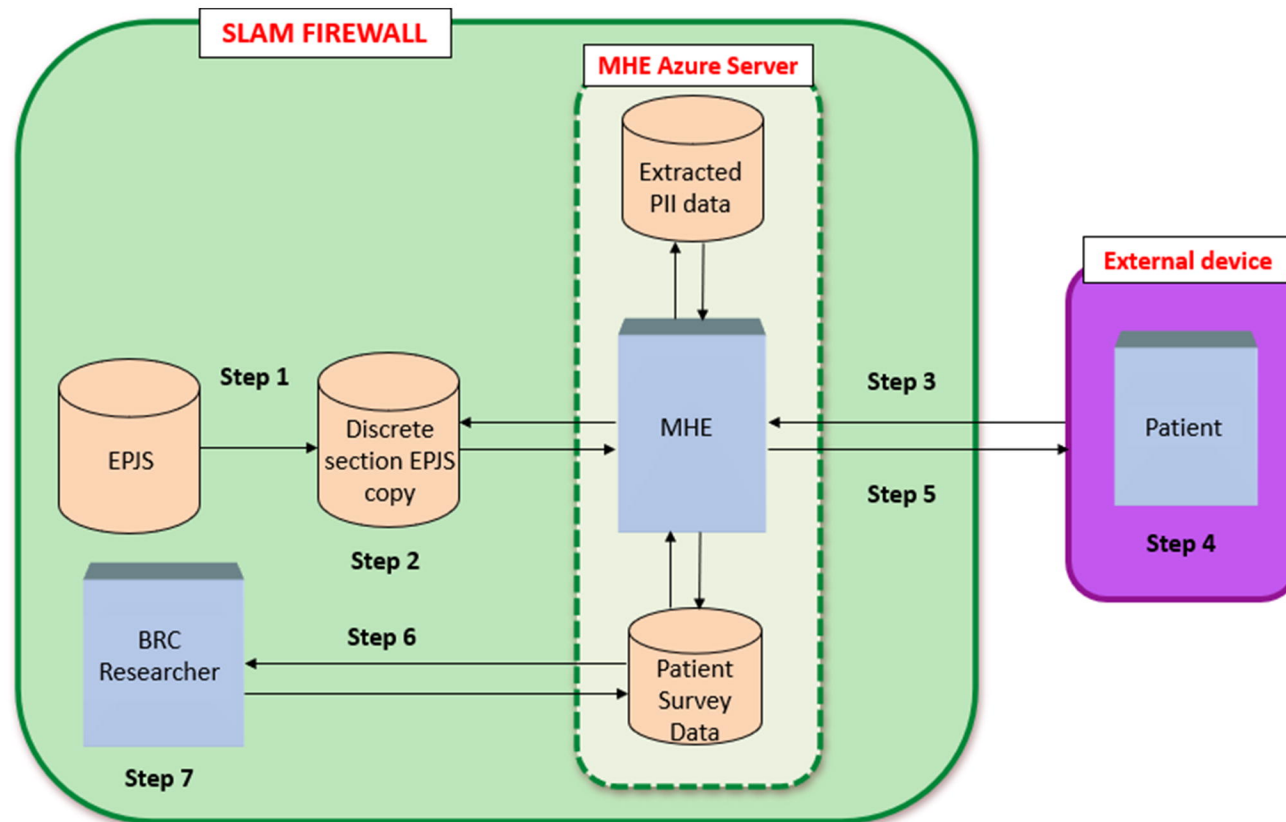 SLAM FIREWALL
MHE Azure Server
Extracted
PII data
External device
Step 1
Step 3
EPJS
Discrete
section EPJS
copy
MHE
Patient
Step 5
Step 2
Step 4
BRC
Researcher
Step 6
Patient
Survey
Data
Step 7